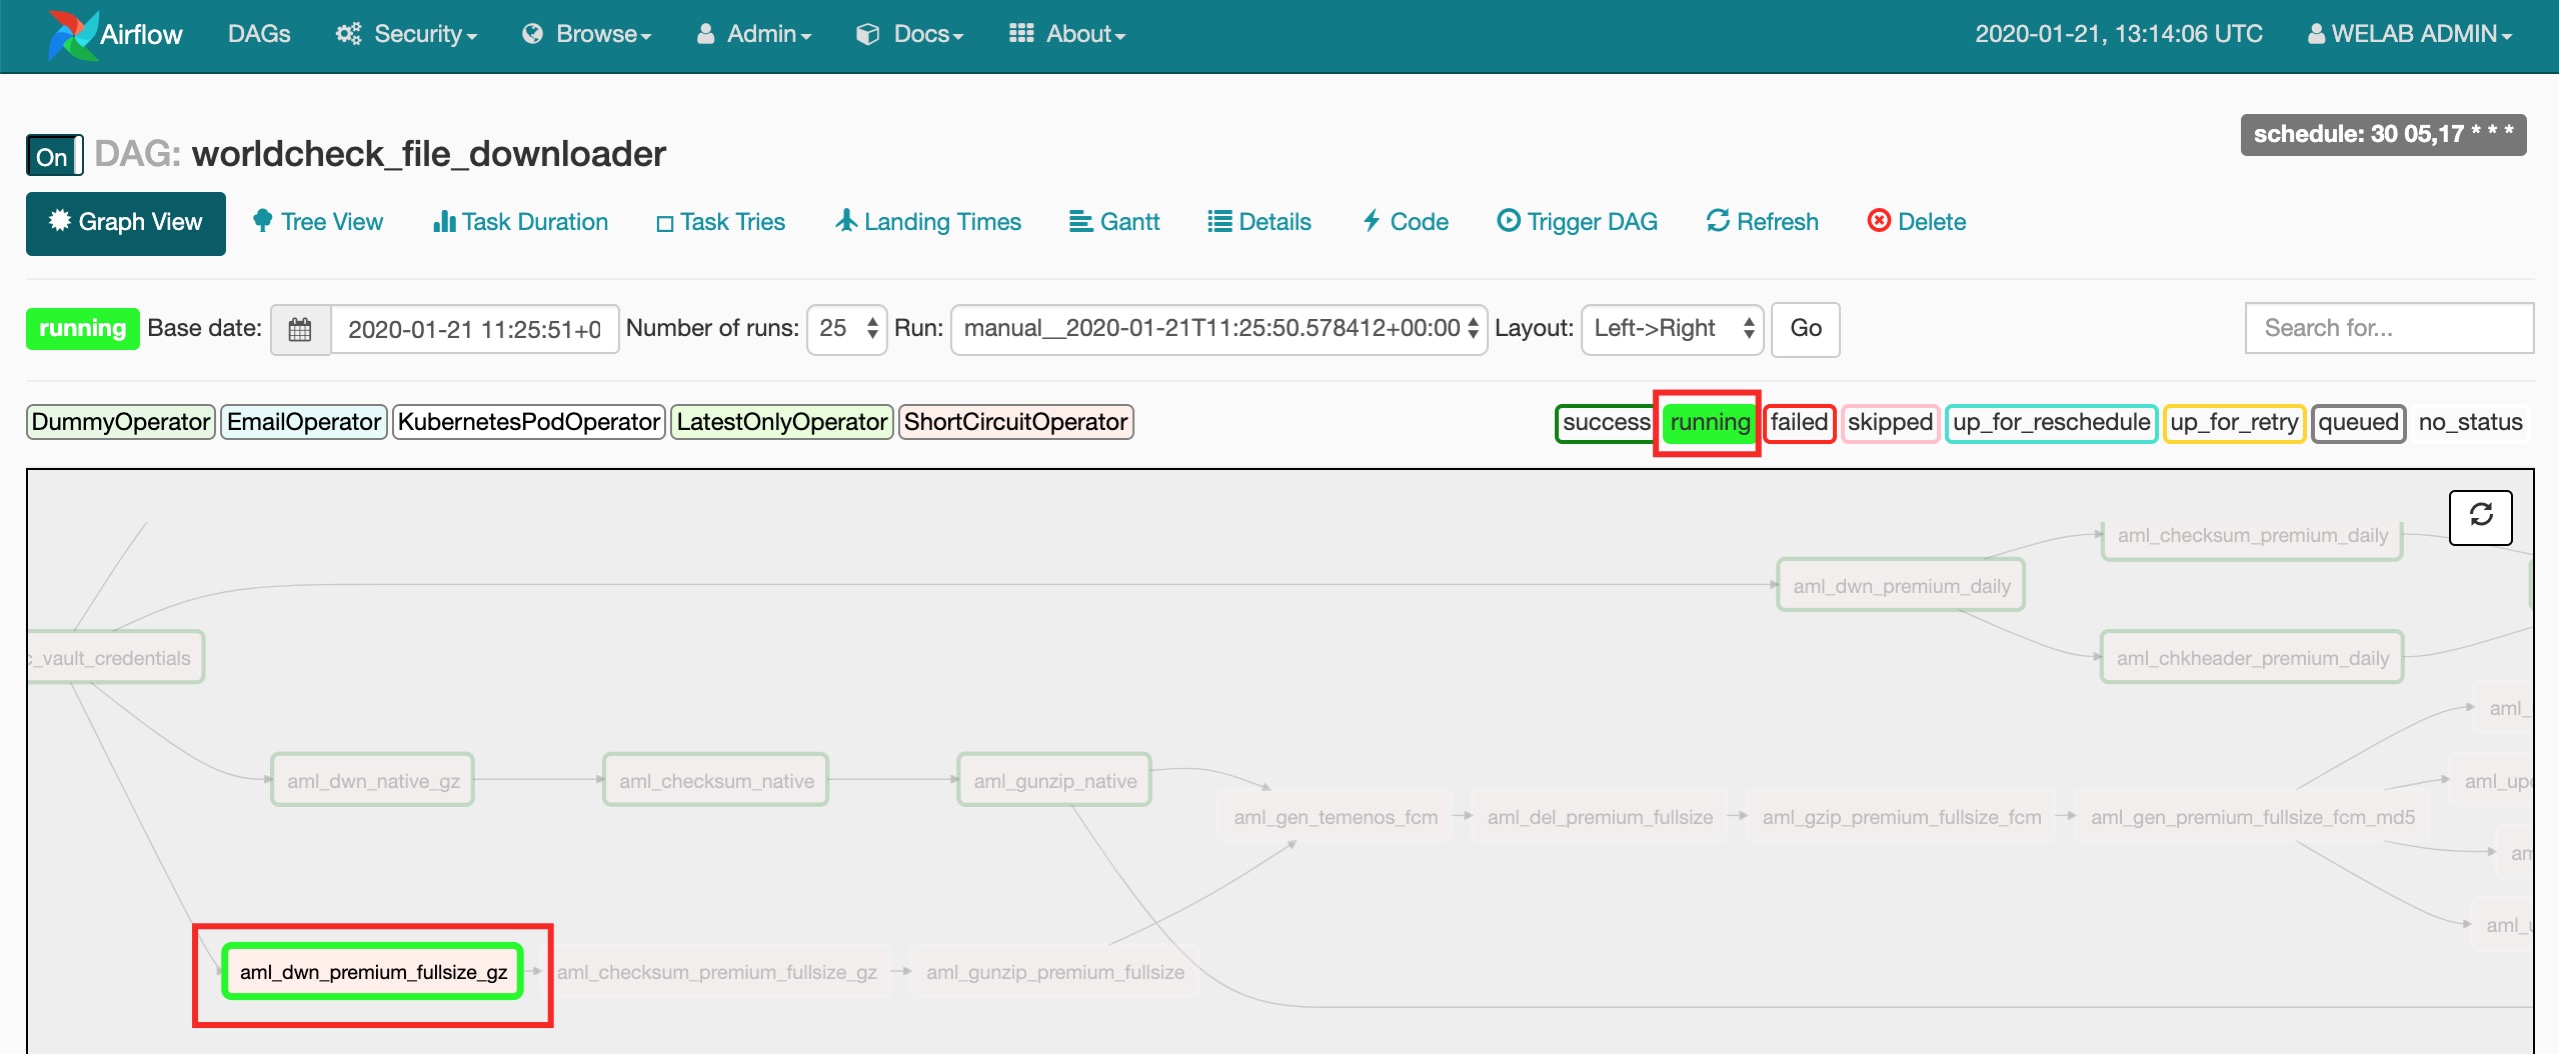 Airflow DAGs Security Browse Admin Docs About 2020-01-21, 13:14:06 UTC WELAB ADMIN
schedule: 30 05,17 * * *
On DAG: worldcheck_file_downloader
Graph View Tree View Task Duration Task Tries Landing Times Gantt Details Code Trigger DAG Refresh Delete
running Base date: 2020-01-21 11:25:51+0 Number of runs: 25 Run: manual__2020-01-21T11:25:50.578412+00:00 Layout: Left->Right Go Search for...
DummyOperator EmailOperator KubernetesPodOperator LatestOnlyOperator ShortCircuitOperator success running failed skipped up_for_reschedule up_for_retry queued no_status
aml_checksum_premium_daily
aml_dwn_premium_daily
_vault_credentials aml_chkheader_premium_daily
aml_
aml_dwn_native_gz aml_checksum_native aml_gunzip_native aml_upd
aml_gen_temenos_fcm aml_del_premium_fullsize aml_gzip_premium_fullsize_fcm aml_gen_premium_fullsize_fcm_md5
am
aml_u
aml_dwn_premium_fullsize_gz aml_checksum_premium_fullsize_gz aml_gunzip_premium_fullsize